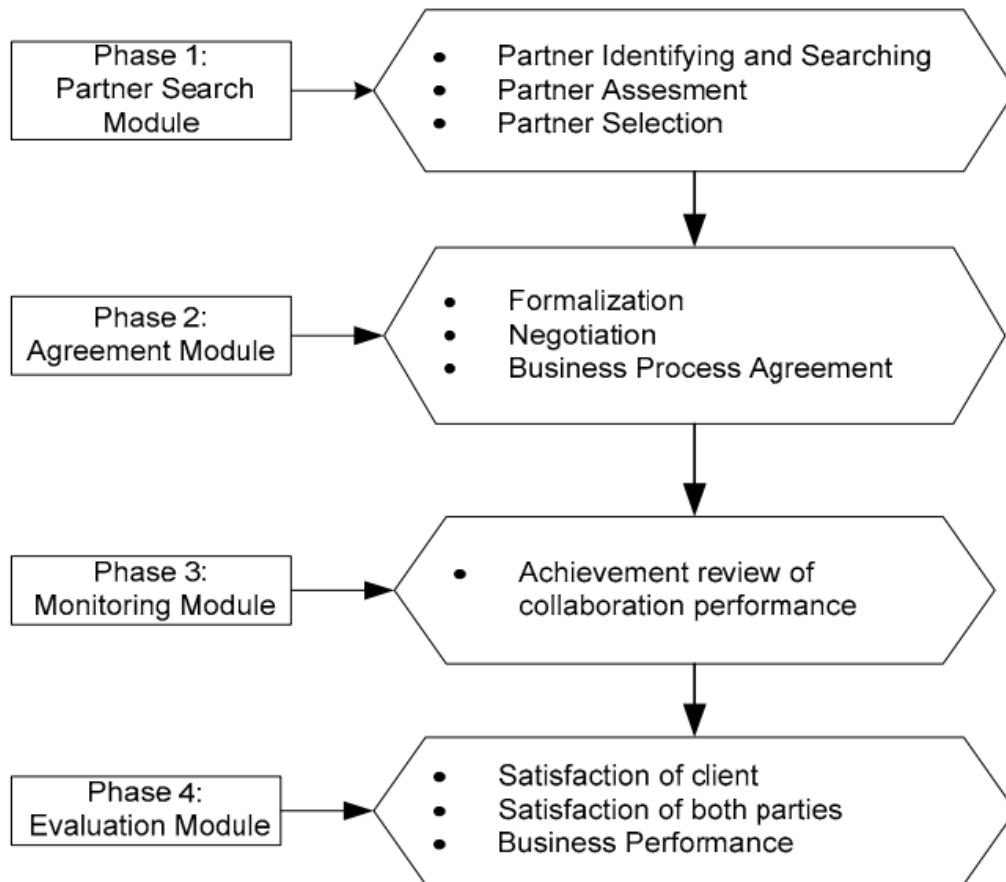 Phase 1:
Partner Search
Module
• Partner Identifying and Searching
• Partner Assesment
• Partner Selection
Phase 2:
Agreement Module
• Formalization
• Negotiation
• Business Process Agreement
Phase 3:
Monitoring Module
• Achievement review of
collaboration performance
Phase 4:
Evaluation Module
• Satisfaction of client
• Satisfaction of both parties
• Business Performance